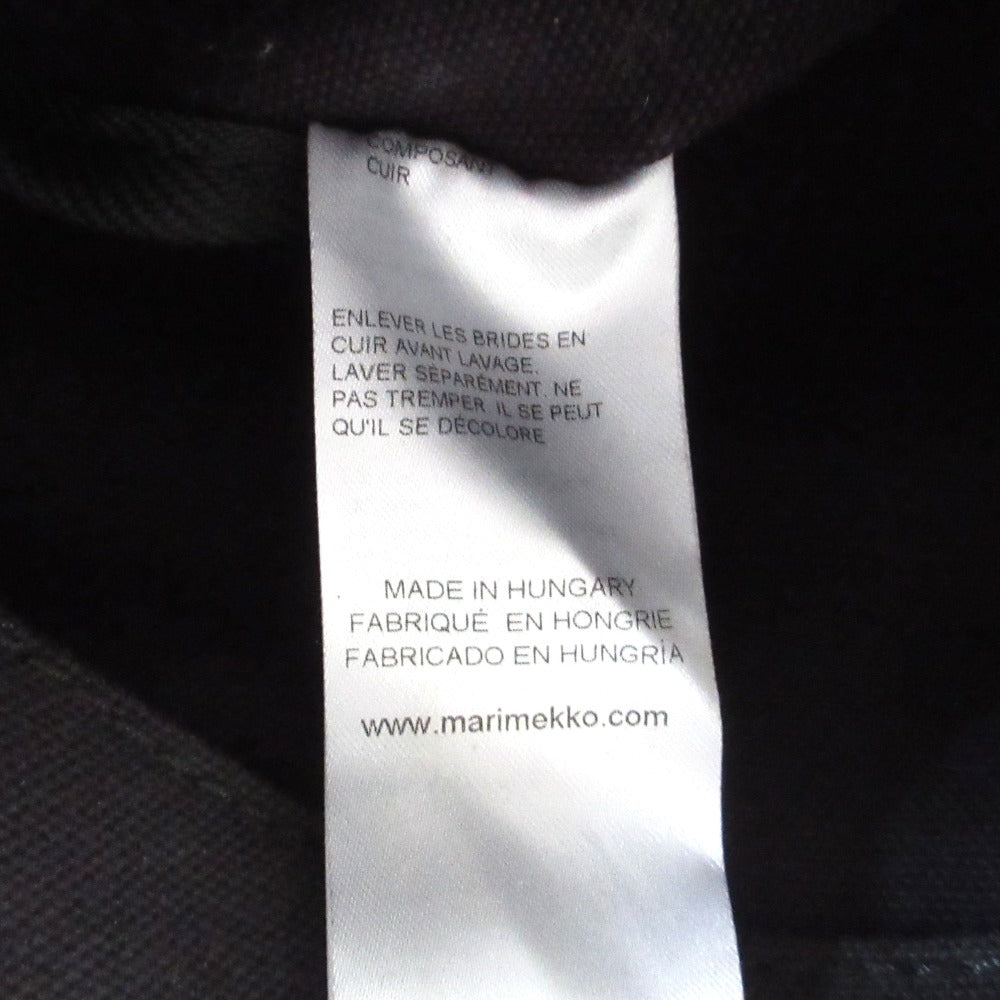 COMPOSANT
CUIR
ENLEVER LES BRIDES EN
CUIR AVANT LAVAGE.
LAVER SÉPARÉMENT. NE
PAS TREMPER. IL SE PEUT
QU'IL SE DÉCOLORE
MADE IN HUNGARY
FABRIQUÉ EN HONGRIE
FABRICADO EN HUNGRÍA
www.marimekko.com